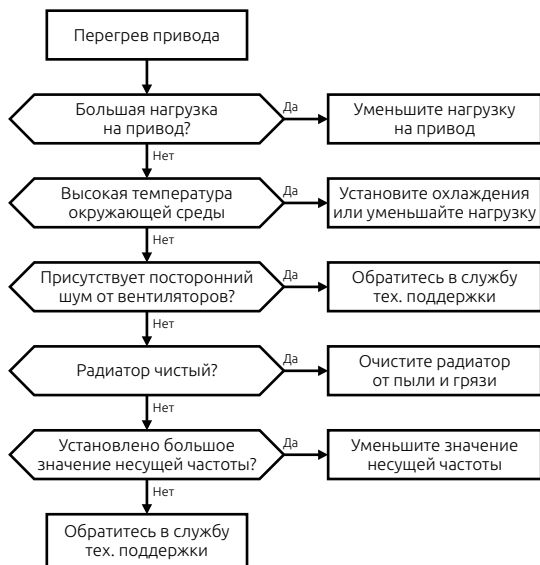 Перегрев привода
Большая нагрузка
на привод?
Да
Уменьшите нагрузку
на привод
Нет
Высокая температура
окружающей среды
Да
Установите охлаждения
или уменьшайте нагрузку
Нет
Присутствует посторонний
шум от вентиляторов?
Да
Обратитесь в службу
тех. поддержки
Нет
Радиатор чистый?
Да
Очистите радиатор
от пыли и грязи
Нет
Установлено большое
значение несущей частоты?
Да
Уменьшите значение
несущей частоты
Нет
Обратитесь в службу
тех. поддержки